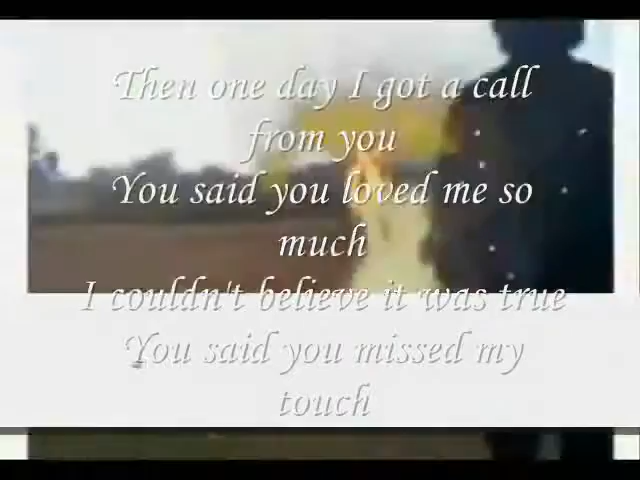 Then one day I got a call
from you
You said you loved me so
much
I couldn't believe it was true
You said you missed my
touch